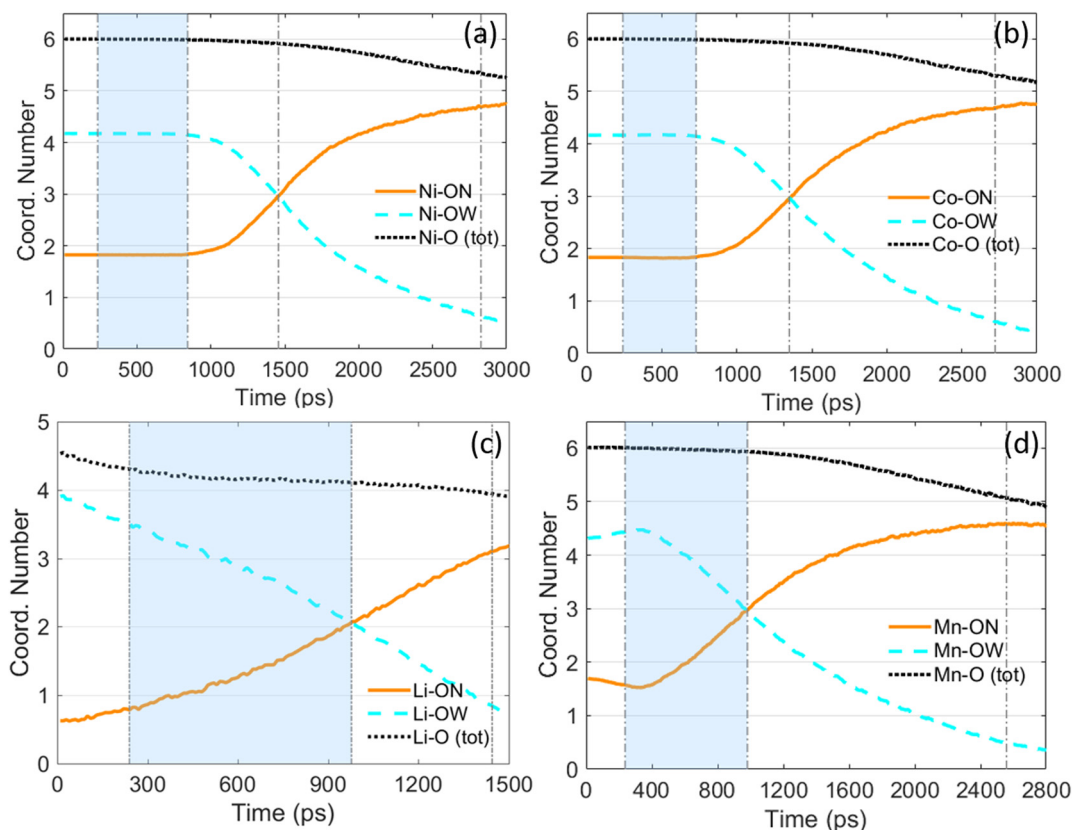 (a)
6
5
4
3
2
1
0
Coord. Number
Ni-ON
Ni-OW
Ni-O (tot)
0 500 1000 1500 2000 2500 3000
Time (ps)
(b)
6
5
4
3
2
1
0
Coord. Number
Co-ON
Co-OW
Co-O (tot)
0 500 1000 1500 2000 2500 3000
Time (ps)
(c)
5
4
3
2
1
0
Coord. Number
Li-ON
Li-OW
Li-O (tot)
0 300 600 900 1200 1500
Time (ps)
(d)
6
5
4
3
2
1
0
Coord. Number
Mn-ON
Mn-OW
Mn-O (tot)
0 400 800 1200 1600 2000 2400 2800
Time (ps)